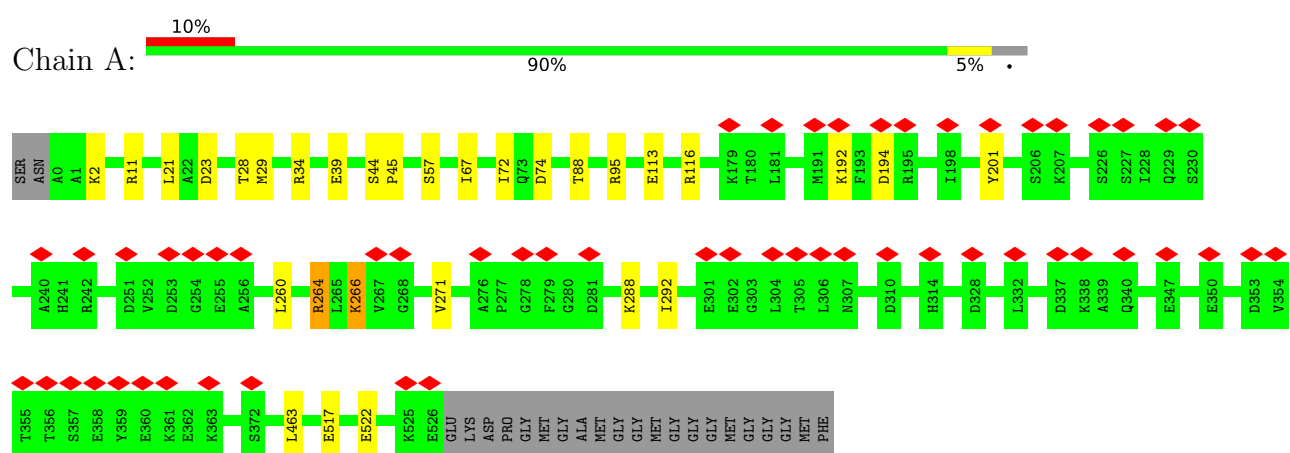 10%
Chain A:
90% 5% •
SER ASN A0 A1 K2 R11 L21 A22 D23 T28 M29 R34 E39 S44 P45 S57 I67 I72 Q73 D74 T88 R95 E113 R116 K179 T180 L181 M191 K192 F193 D194 R195 I198 Y201 S206 K207 S226 S227 I228 Q229 S230
A240 H241 R242 D251 V252 D253 G254 E255 A256 L260 R264 L265 K266 V267 G268 V271 A276 P277 G278 F279 G280 D281 K288 I292 E301 E302 G303 L304 T305 L306 N307 D310 H314 D328 L332 D337 K338 A339 Q340 E347 E350 D353 V354
T355 T356 S357 E358 Y359 E360 K361 E362 K363 S372 L463 E517 E522 K525 E526 GLU LYS ASP PRO GLY MET GLY ALA MET GLY GLY MET GLY GLY GLY MET GLY GLY GLY MET PHE